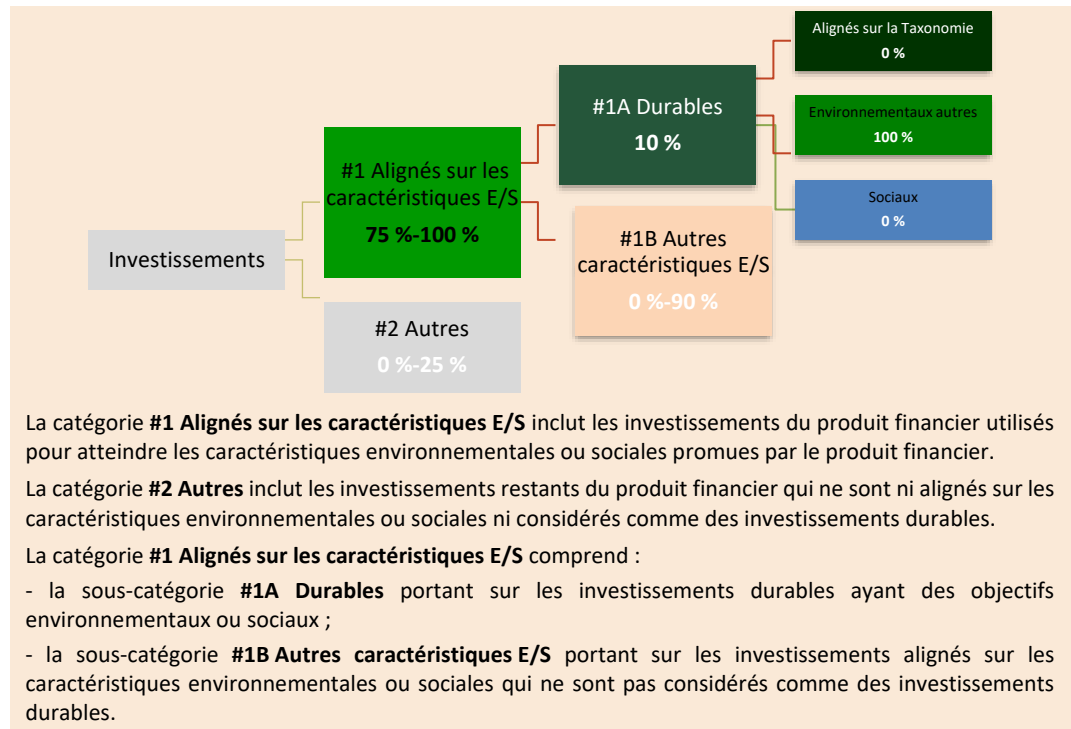 Investissements
#1 Alignés sur les
caractéristiques E/S
75 %-100 %
#2 Autres
0 %-25 %
#1A Durables
10 %
#1B Autres
caractéristiques E/S
0 %-90 %
Alignés sur la Taxonomie
0 %
Environnementaux autres
100 %
Sociaux
0 %
La catégorie #1 Alignés sur les caractéristiques E/S inclut les investissements du produit financier utilisés
pour atteindre les caractéristiques environnementales ou sociales promues par le produit financier.
La catégorie #2 Autres inclut les investissements restants du produit financier qui ne sont ni alignés sur les
caractéristiques environnementales ou sociales ni considérés comme des investissements durables.
La catégorie #1 Alignés sur les caractéristiques E/S comprend :
- la sous-catégorie #1A Durables portant sur les investissements durables ayant des objectifs
environnementaux ou sociaux ;
- la sous-catégorie #1B Autres caractéristiques E/S portant sur les investissements alignés sur les
caractéristiques environnementales ou sociales qui ne sont pas considérés comme des investissements
durables.